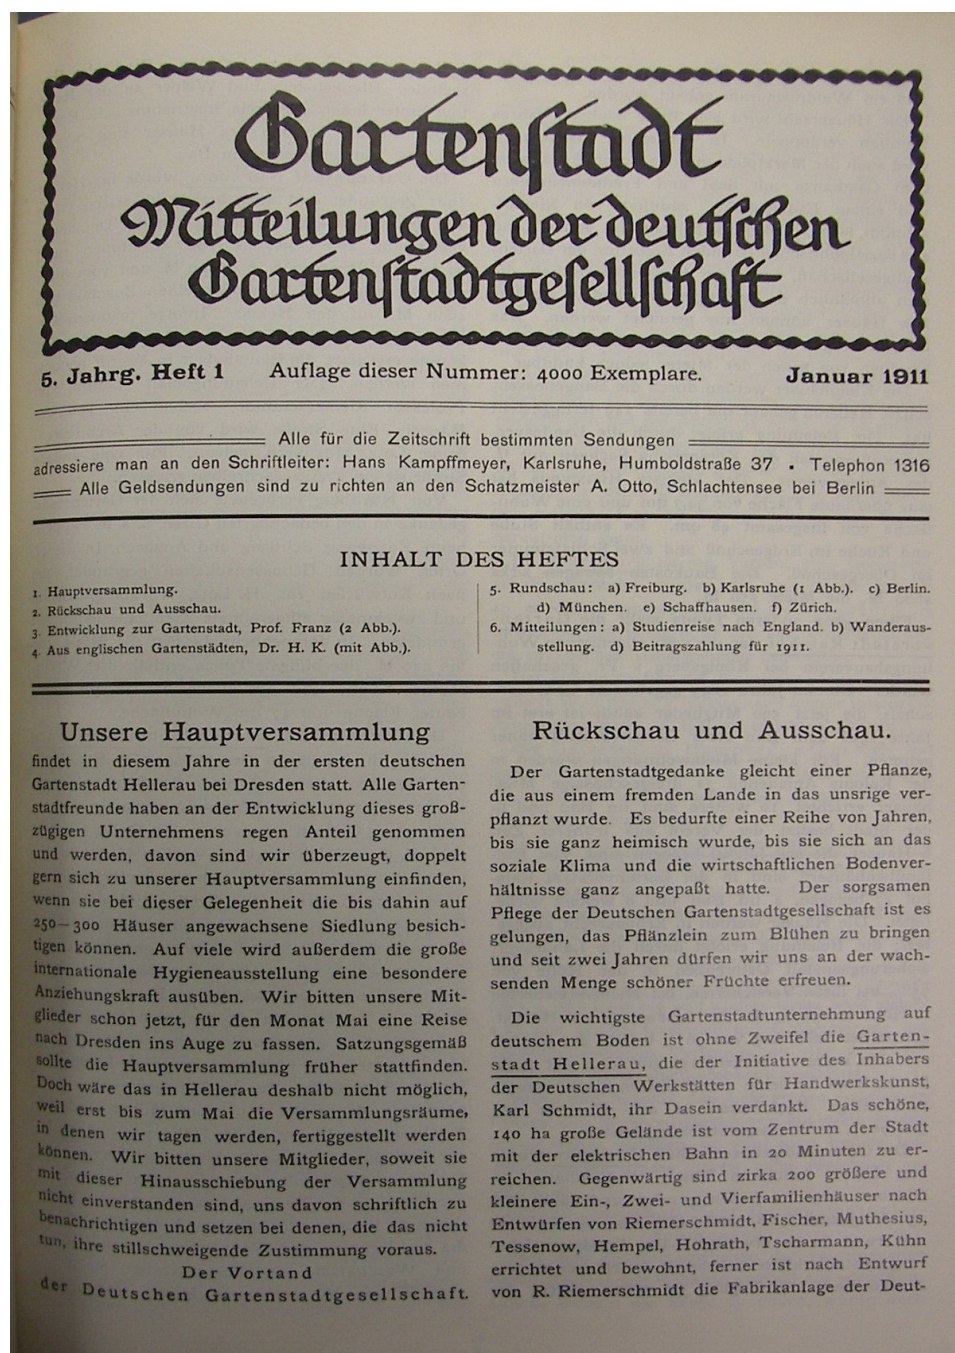 Gartenstadt
Mitteilungen der deutschen
Gartenstadtgesellschaft
5. Jahrg. Heft 1 Auflage dieser Nummer: 4000 Exemplare. Januar 1911
Alle für die Zeitschrift bestimmten Sendungen
adressiere man an den Schriftleiter: Hans Kampffmeyer, Karlsruhe, Humboldstraße 37 . Telephon 1316
Alle Geldsendungen sind zu richten an den Schatzmeister A. Otto, Schlachtensee bei Berlin
INHALT DES HEFTES
1. Hauptversammlung.
2. Rückschau und Ausschau.
3. Entwicklung zur Gartenstadt, Prof. Franz (2 Abb.).
4. Aus englischen Gartenstädten, Dr. H. K. (mit Abb.).
5. Rundschau: a) Freiburg. b) Karlsruhe (1 Abb.). c) Berlin.
d) München. e) Schaffhausen. f) Zürich.
6. Mitteilungen: a) Studienreise nach England. b) Wanderaus-
stellung. d) Beitragszahlung für 1911.
Unsere Hauptversammlung
findet in diesem Jahre in der ersten deutschen
Gartenstadt Hellerau bei Dresden statt. Alle Garten-
stadtfreunde haben an der Entwicklung dieses groß-
zügigen Unternehmens regen Anteil genommen
und werden, davon sind wir überzeugt, doppelt
gern sich zu unserer Hauptversammlung einfinden,
wenn sie bei dieser Gelegenheit die bis dahin auf
250—300 Häuser angewachsene Siedlung besich-
tigen können. Auf viele wird außerdem die große
internationale Hygieneausstellung eine besondere
Anziehungskraft ausüben. Wir bitten unsere Mit-
glieder schon jetzt, für den Monat Mai eine Reise
nach Dresden ins Auge zu fassen. Satzungsgemäß
sollte die Hauptversammlung früher stattfinden.
Doch wäre das in Hellerau deshalb nicht möglich,
weil erst bis zum Mai die Versammlungsräume,
in denen wir tagen werden, fertiggestellt werden
können. Wir bitten unsere Mitglieder, soweit sie
mit dieser Hinausschiebung der Versammlung
nicht einverstanden sind, uns davon schriftlich zu
benachrichtigen und setzen bei denen, die das nicht
tun, ihre stillschweigende Zustimmung voraus.
Der Vortand
der Deutschen Gartenstadtgesellschaft.
Rückschau und Ausschau.
Der Gartenstadtgedanke gleicht einer Pflanze,
die aus einem fremden Lande in das unsrige ver-
pflanzt wurde. Es bedurfte einer Reihe von Jahren,
bis sie ganz heimisch wurde, bis sie sich an das
soziale Klima und die wirtschaftlichen Bodenver-
hältnisse ganz angepaßt hatte. Der sorgsamen
Pflege der Deutschen Gartenstadtgesellschaft ist es
gelungen, das Pflänzlein zum Blühen zu bringen
und seit zwei Jahren dürfen wir uns an der wach-
senden Menge schöner Früchte erfreuen.
Die wichtigste Gartenstadtunternehmung auf
deutschem Boden ist ohne Zweifel die Garten-
stadt Hellerau, die der Initiative des Inhabers
der Deutschen Werkstätten für Handwerkskunst,
Karl Schmidt, ihr Dasein verdankt. Das schöne,
140 ha große Gelände ist vom Zentrum der Stadt
mit der elektrischen Bahn in 20 Minuten zu er-
reichen. Gegenwärtig sind zirka 200 größere und
kleinere Ein-, Zwei- und Vierfamilienhäuser nach
Entwürfen von Riemerschmidt, Fischer, Muthesius,
Tessenow, Hempel, Hohrath, Tscharmann, Kühn
errichtet und bewohnt, ferner ist nach Entwurf
von R. Riemerschmidt die Fabrikanlage der Deut-